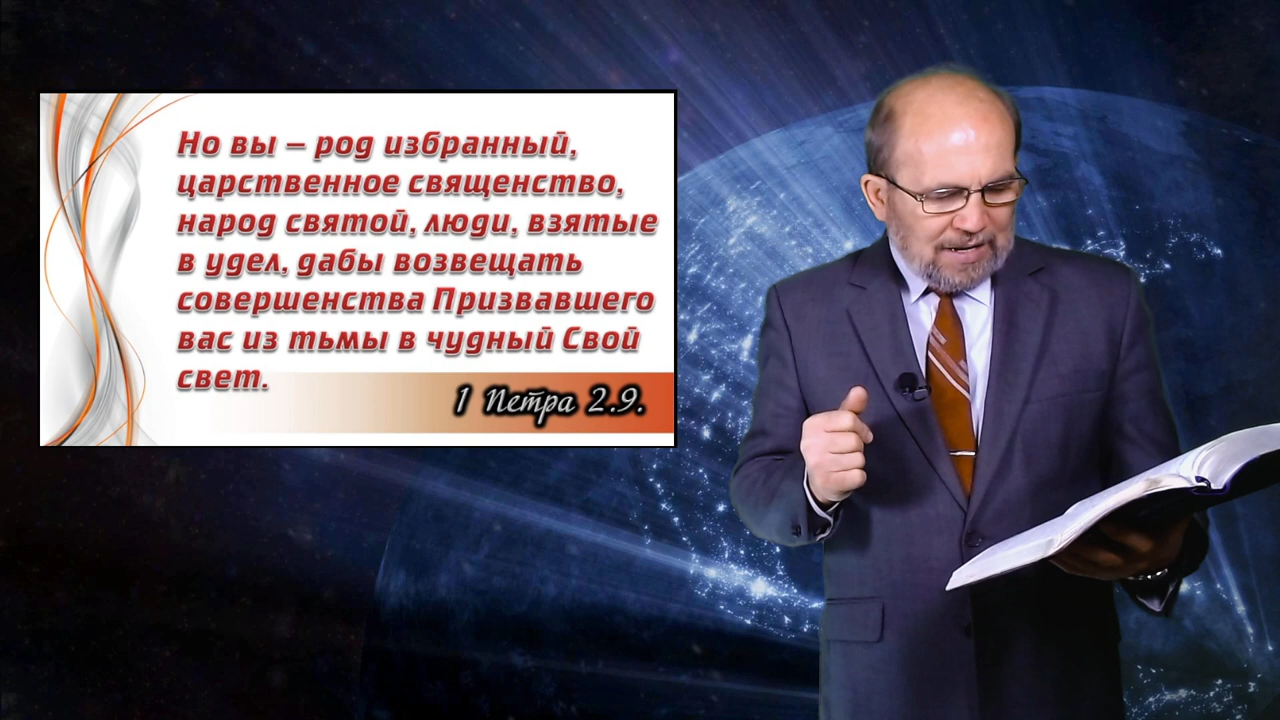 Но вы – род избранный,
царственное священство,
народ святой, люди, взятые
в удел, дабы возвещать
совершенства Призвавшего
вас из тьмы в чудный Свой
свет.
1 Петра 2.9.